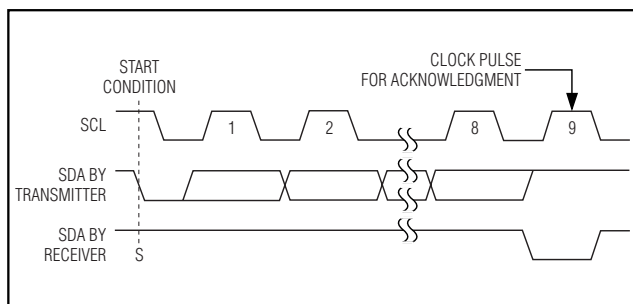 START
CONDITION
CLOCK PULSE
FOR ACKNOWLEDGMENT
SCL
1
2
8
9
SDA BY
TRANSMITTER
SDA BY
RECEIVER
S